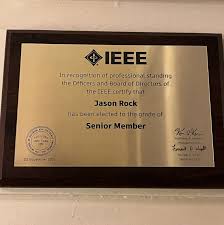 IEEE
In recognition of professional standing
the Officers and Board of Directors of
the IEEE certify that
Jason Rock
has been elected to the grade of
Senior Member